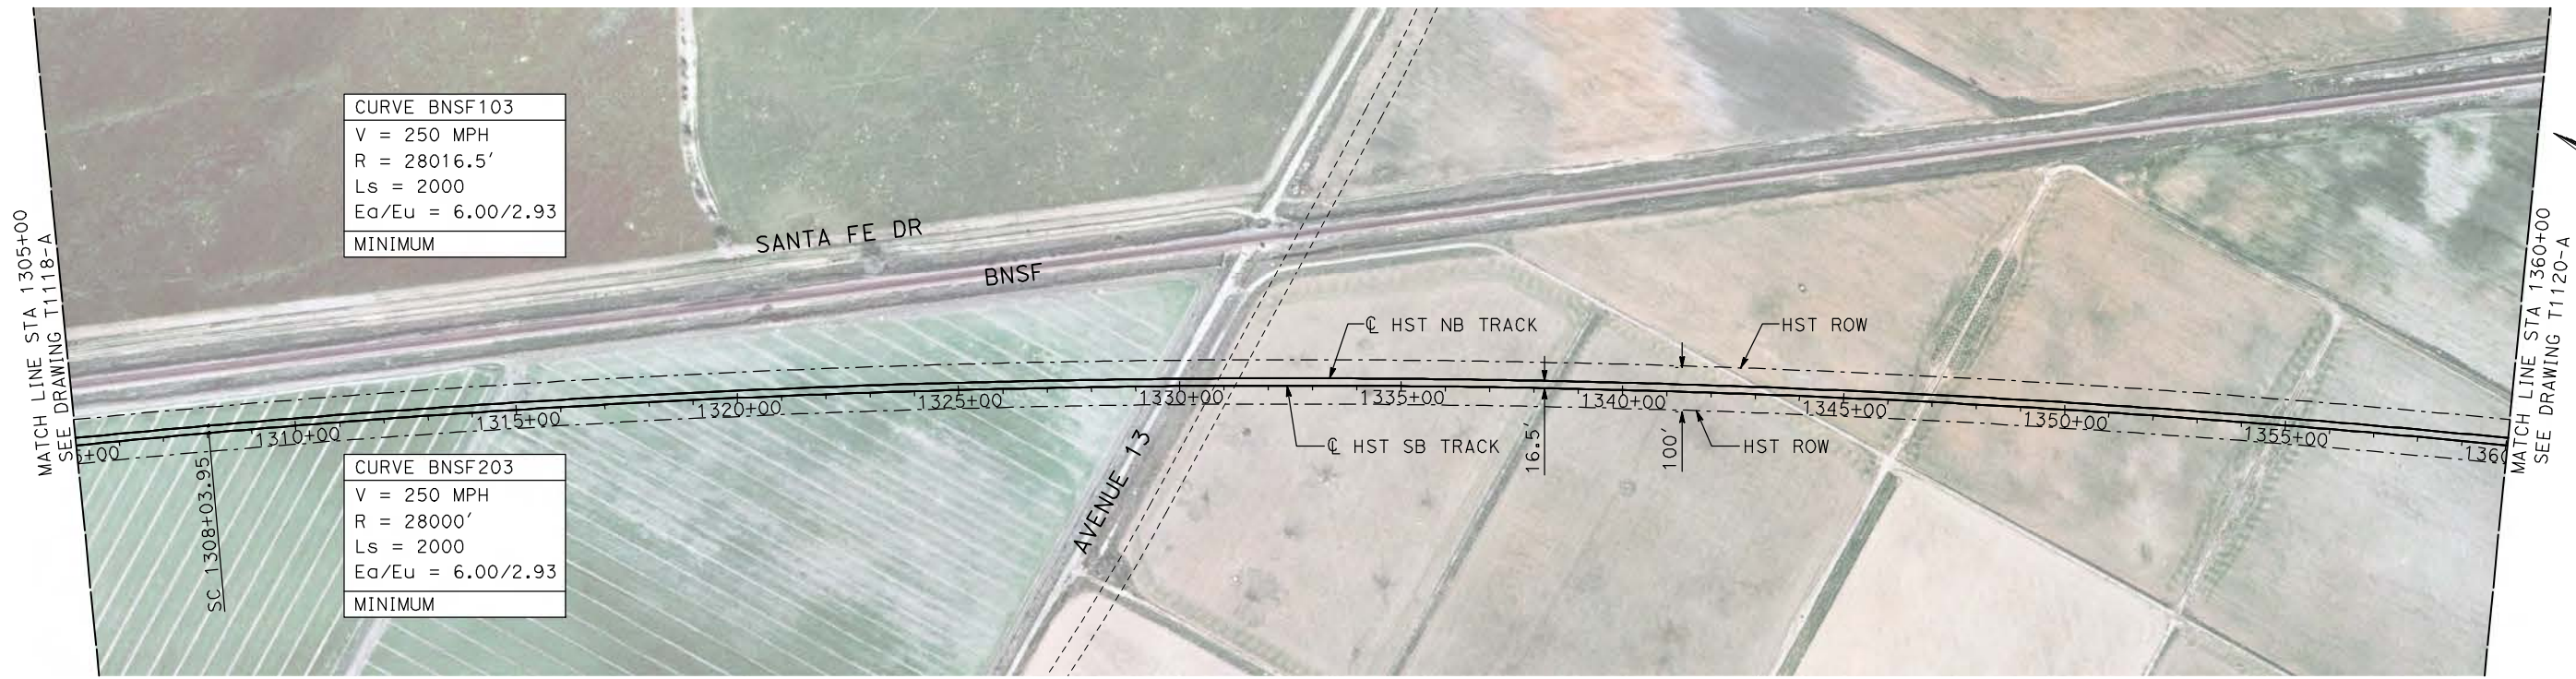 CURVE BNSF103
V = 250 MPH
R = 28016.5'
Ls = 2000
Ea/Eu = 6.00/2.93
MINIMUM
MATCH LINE STA 1305+00
SEE DRAWING T1118-A
SANTA FE DR
BNSF
℄ HST NB TRACK
HST ROW
5+00
1310+00
1315+00
1320+00
1325+00
1330+00
1335+00
1340+00
1345+00
1350+00
1355+00
1360
℄ HST SB TRACK
16.5'
100'
HST ROW
AVENUE 13
SC 1308+03.95
CURVE BNSF203
V = 250 MPH
R = 28000'
Ls = 2000
Ea/Eu = 6.00/2.93
MINIMUM
MATCH LINE STA 1360+00
SEE DRAWING T1120-A